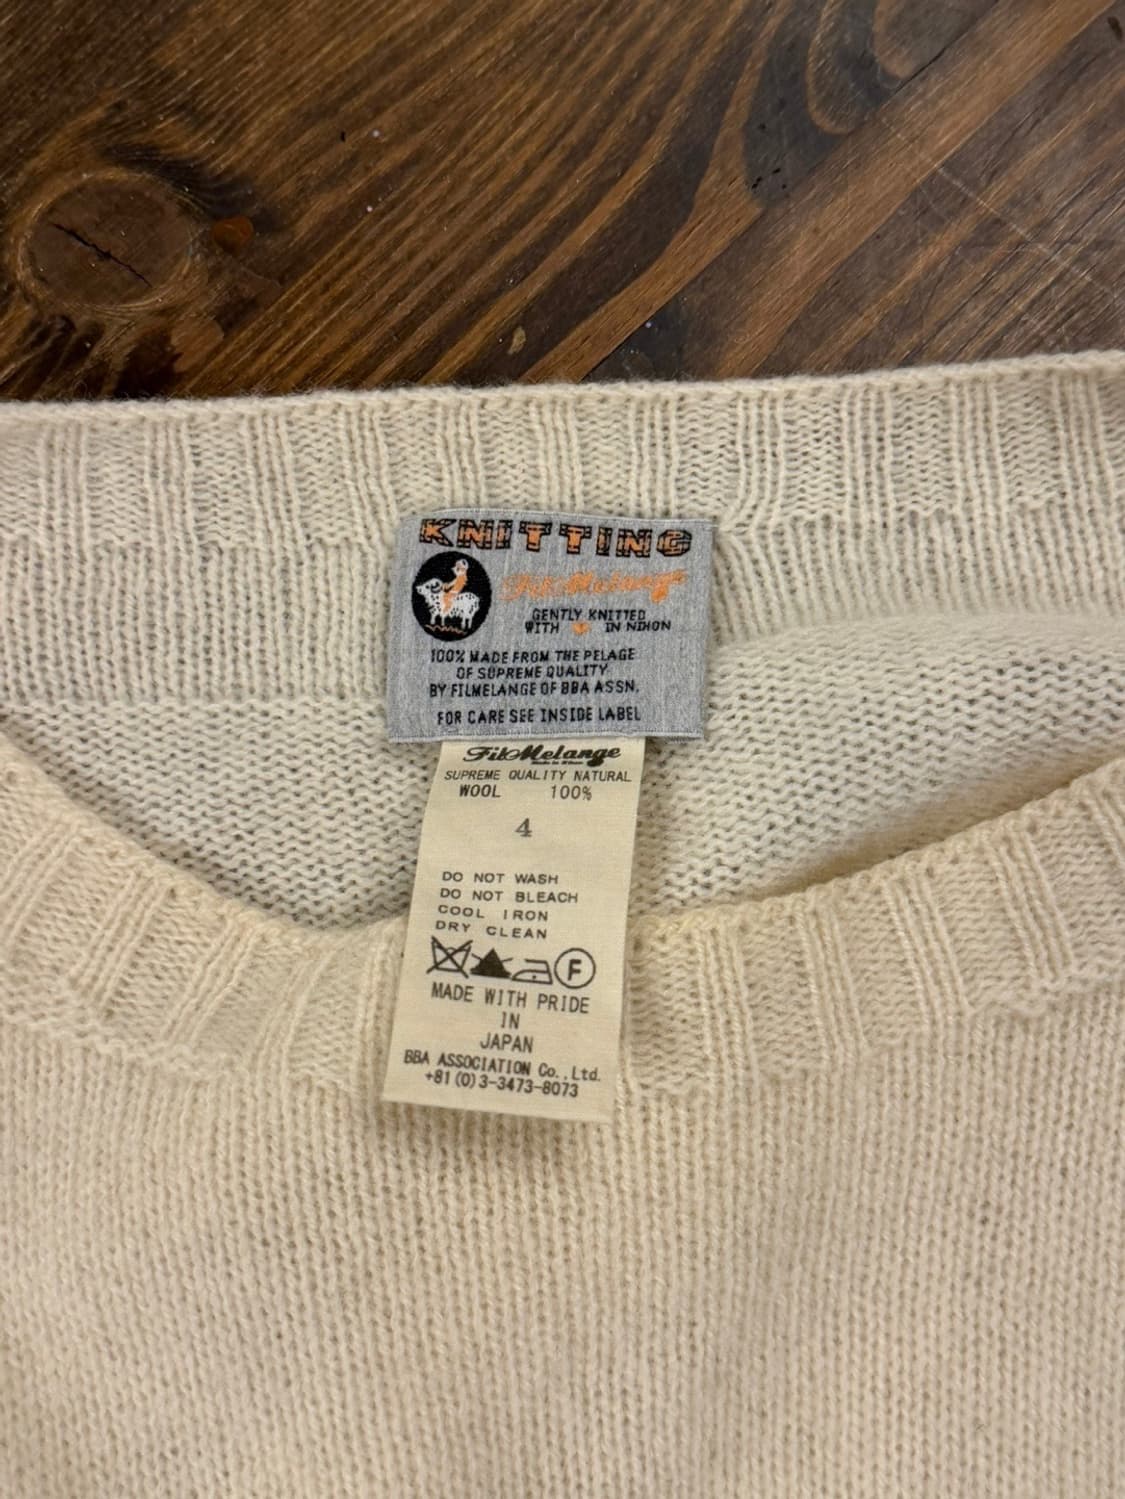 KNITTING
FilMelange
GENTLY KNITTED
WITH IN NIHON
100% MADE FROM THE PELAGE
OF SUPREME QUALITY
BY FILMELANGE OF BBA ASSN.
FOR CARE SEE INSIDE LABEL
FilMelange
SUPREME QUALITY NATURAL
WOOL 100%
4
DO NOT WASH
DO NOT BLEACH
COOL IRON
DRY CLEAN
F
MADE WITH PRIDE
IN
JAPAN
BBA ASSOCIATION Co.,Ltd.
+81(0)3-3473-8073